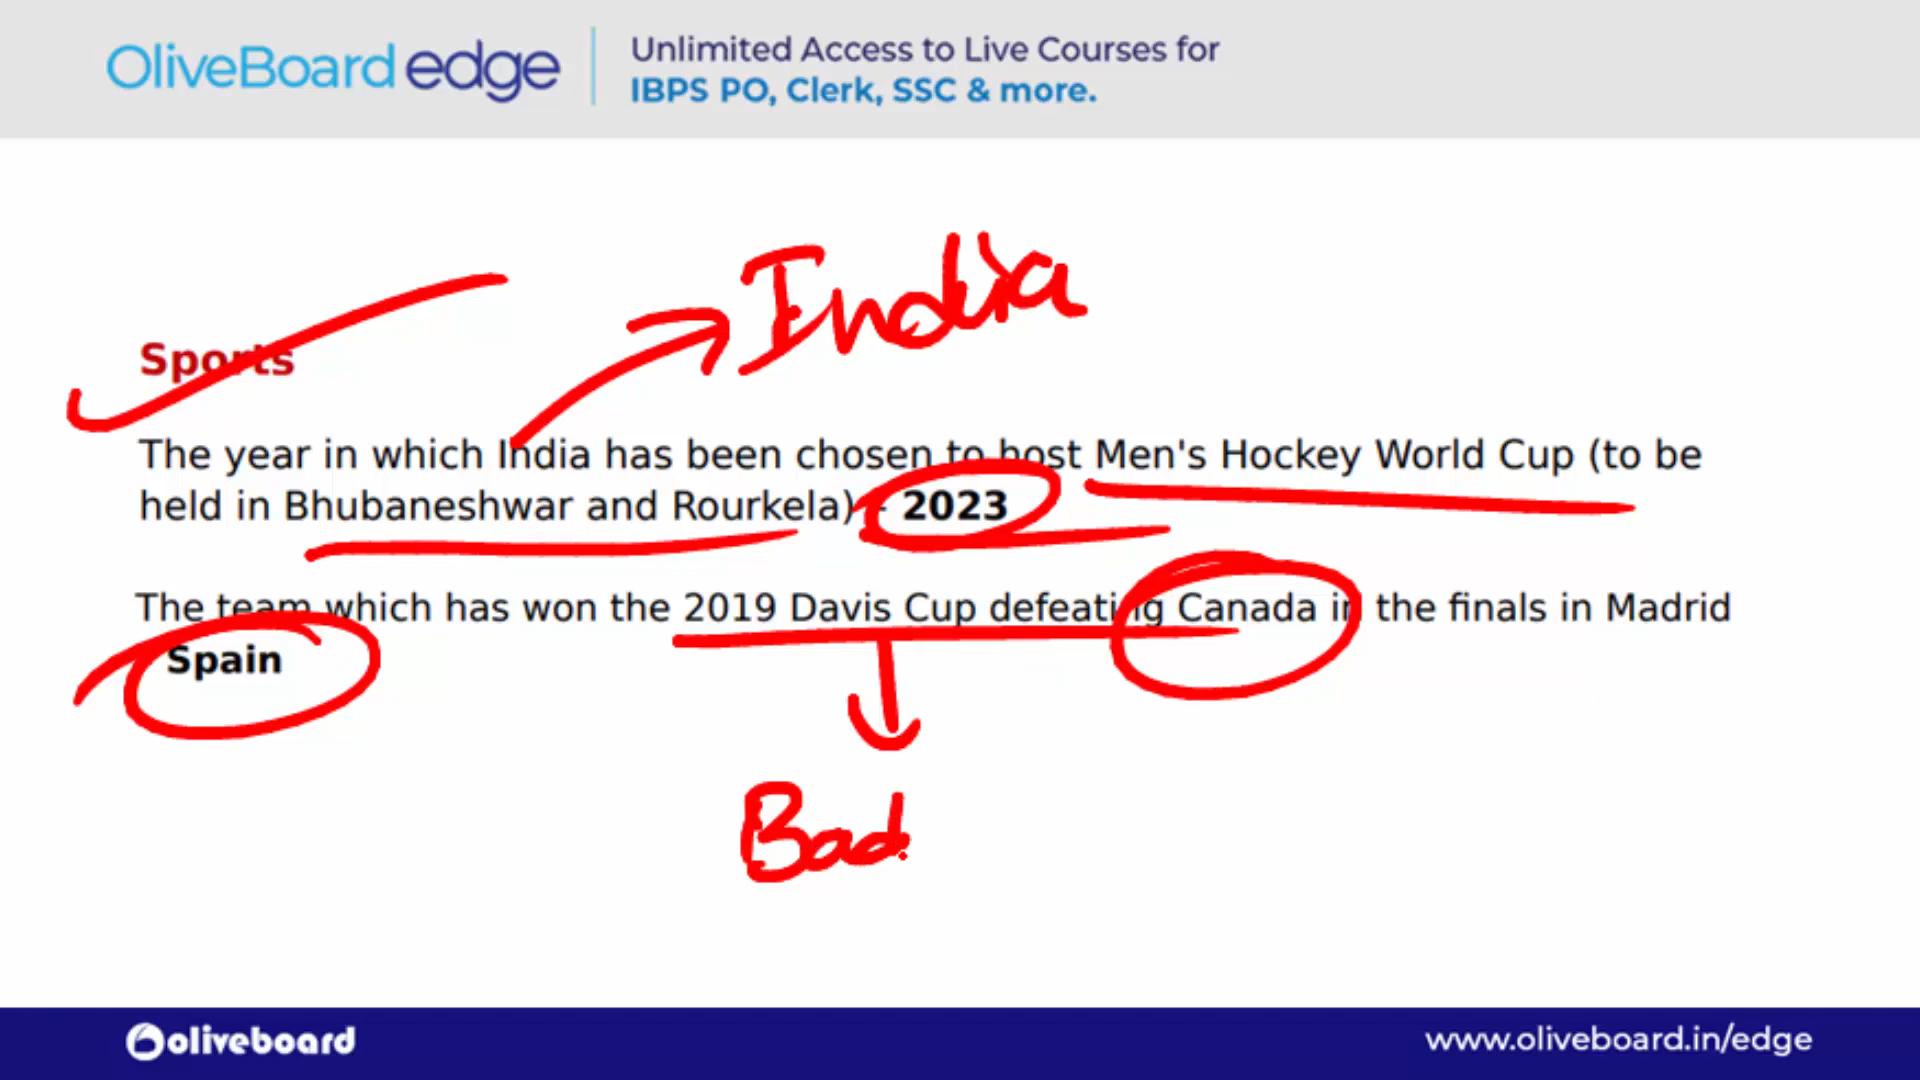 OliveBoard edge
Unlimited Access to Live Courses for
IBPS PO, Clerk, SSC & more.
India
Sports
The year in which India has been chosen to host Men's Hockey World Cup (to be
held in Bhubaneshwar and Rourkela) - 2023
The team which has won the 2019 Davis Cup defeating Canada in the finals in Madrid
Spain
Bad
oliveboard
www.oliveboard.in/edge